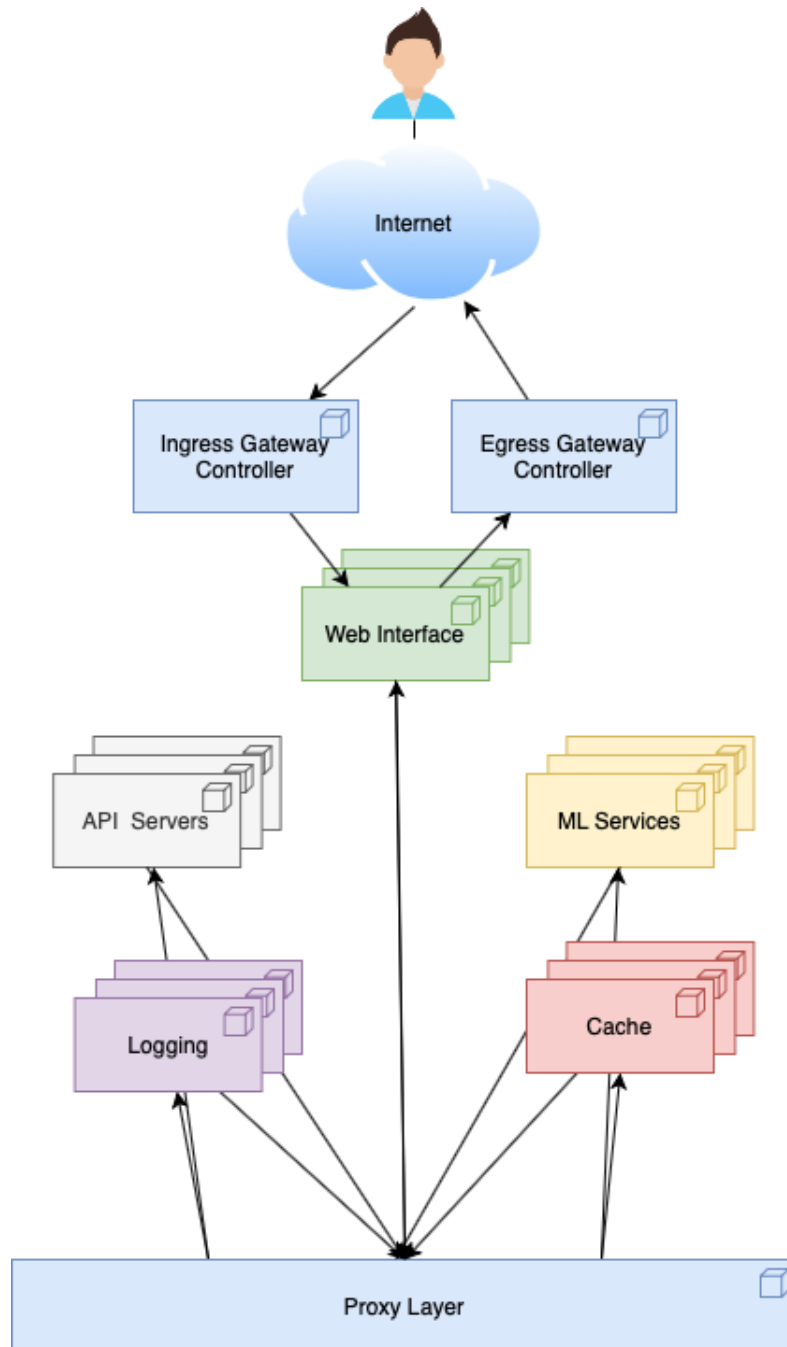 Internet
Ingress Gateway
Controller
Egress Gateway
Controller
Web Interface
API  Servers
ML Services
Logging
Cache
Proxy Layer